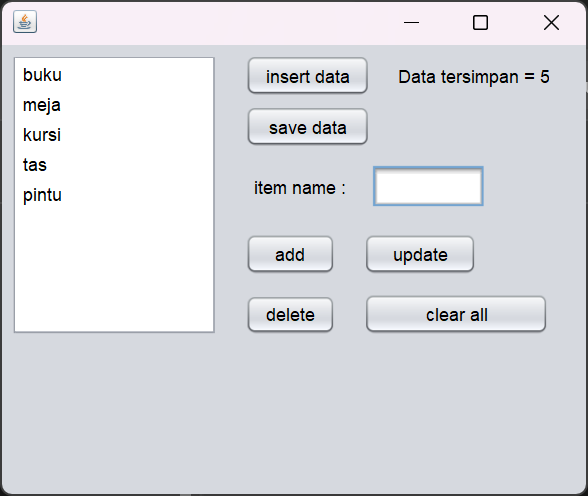 buku
meja
kursi
tas
pintu
insert data
Data tersimpan = 5
save data
item name :
add
update
delete
clear all